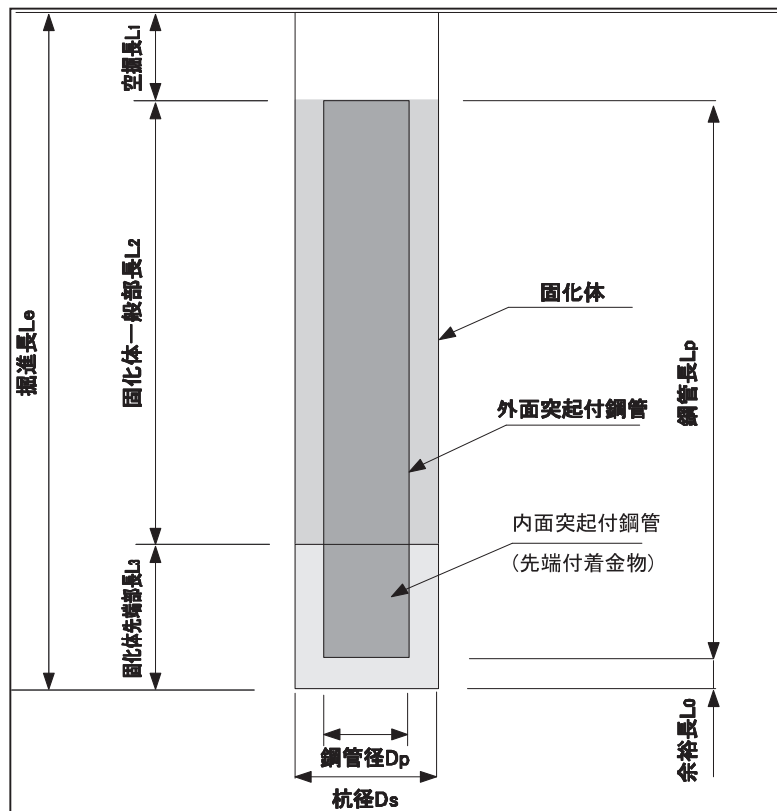 空掘長L1
掘進長Le
固化体一般部長L2
固化体先端部長L3
固化体
外面突起付鋼管
内面突起付鋼管
(先端付着金物)
鋼管長Lp
余裕長L0
鋼管径Dp
杭径Ds